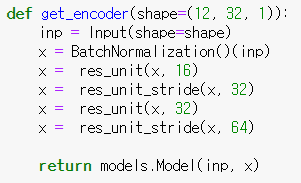 def get_encoder(shape=(12, 32, 1)):
    inp = Input(shape=shape)
    x = BatchNormalization()(inp)
    x =  res_unit(x, 16)
    x =  res_unit_stride(x, 32)
    x =  res_unit(x, 32)
    x =  res_unit_stride(x, 64)
    return models.Model(inp, x)